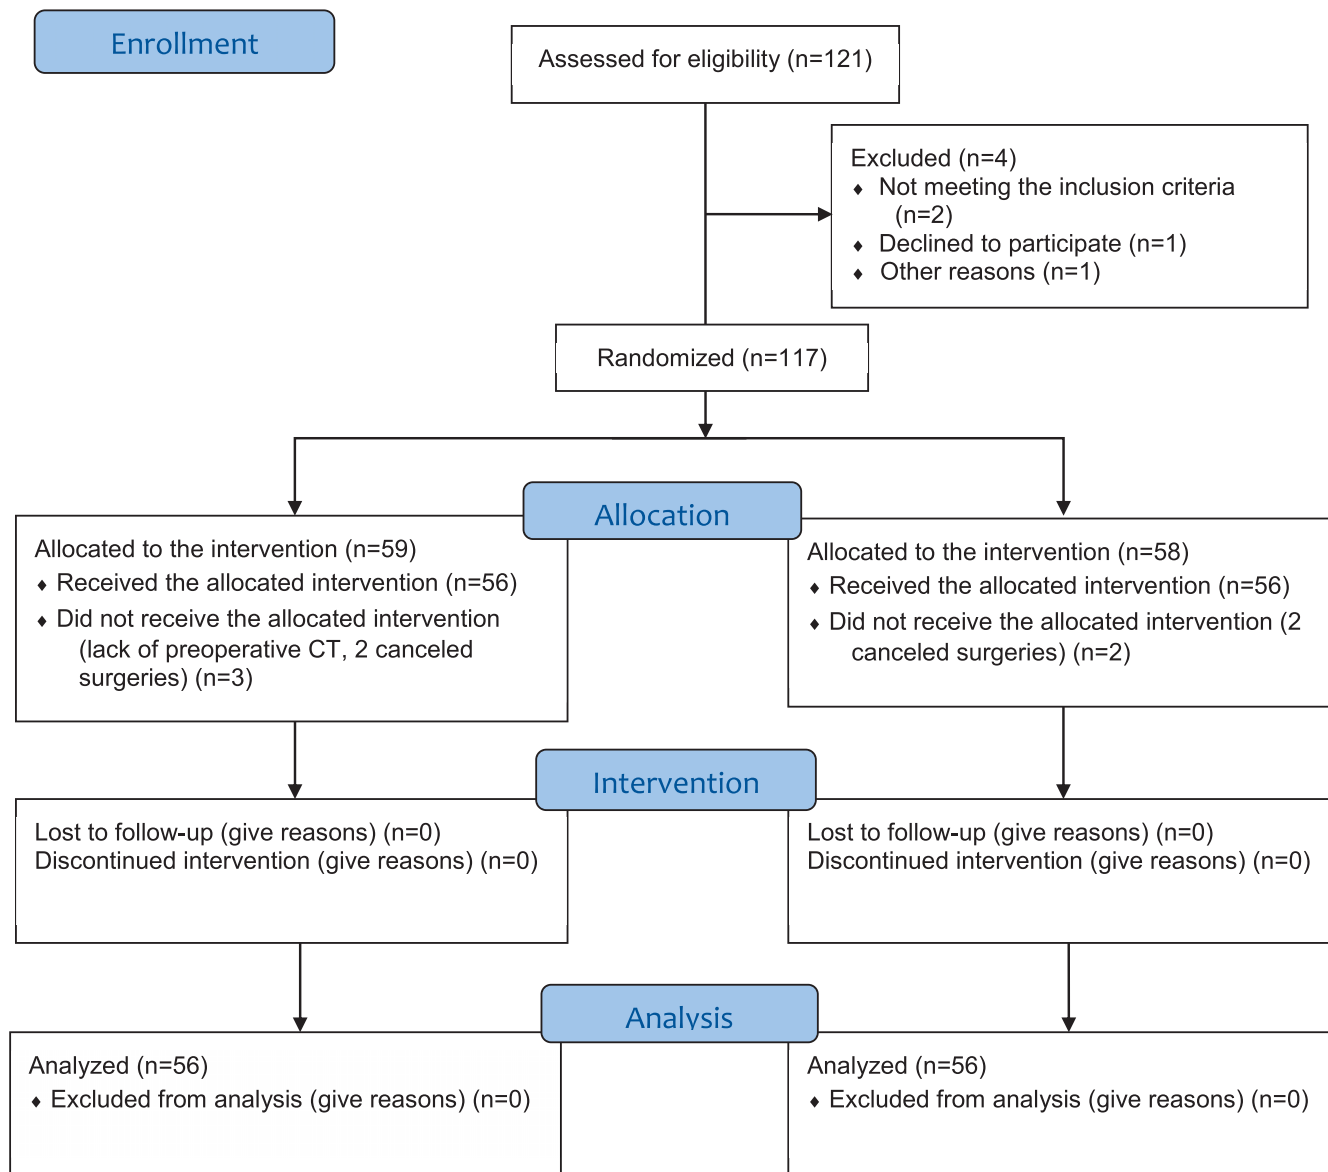 Enrollment
Assessed for eligibility (n=121)
Excluded (n=4)
♦ Not meeting the inclusion criteria
(n=2)
♦ Declined to participate (n=1)
♦ Other reasons (n=1)
Randomized (n=117)
Allocation
Allocated to the intervention (n=59)
♦ Received the allocated intervention (n=56)
♦ Did not receive the allocated intervention
(lack of preoperative CT, 2 canceled
surgeries) (n=3)
Allocated to the intervention (n=58)
♦ Received the allocated intervention (n=56)
♦ Did not receive the allocated intervention (2
canceled surgeries) (n=2)
Intervention
Lost to follow-up (give reasons) (n=0)
Discontinued intervention (give reasons) (n=0)
Lost to follow-up (give reasons) (n=0)
Discontinued intervention (give reasons) (n=0)
Analysis
Analyzed (n=56)
♦ Excluded from analysis (give reasons) (n=0)
Analyzed (n=56)
♦ Excluded from analysis (give reasons) (n=0)